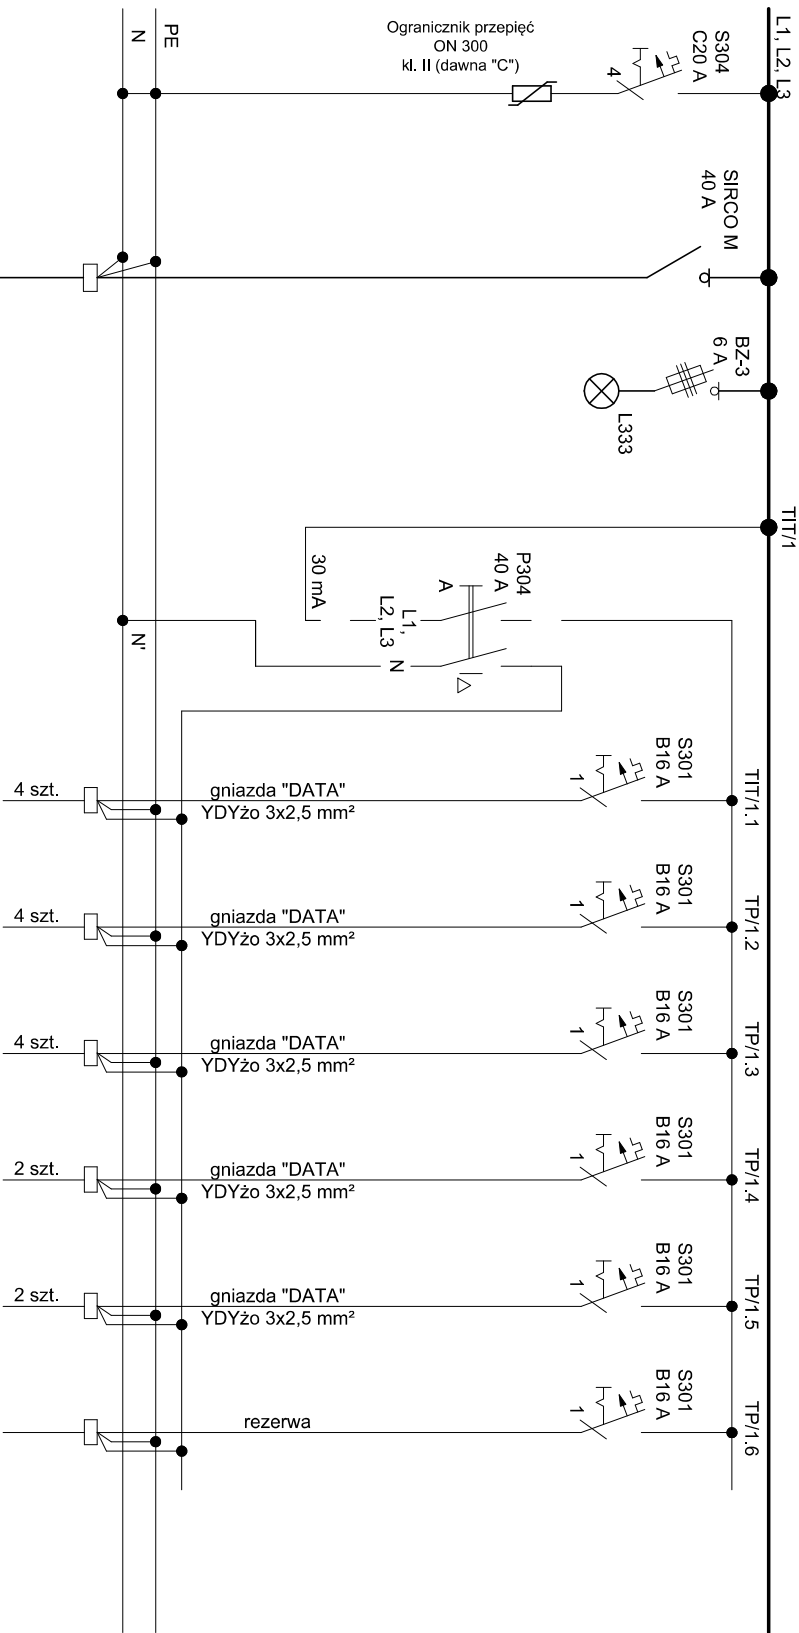 L1, L2, L3
PE
N
Ogranicznik przepięć
ON 300
kl. II (dawna "C")
S304
C20 A
4
SIRCO M
40 A
BZ-3
6 A
L333
TIT/1
P304
40 A
A
30 mA
L1,
L2, L3
N
N'
TIT/1.1
S301
B16 A
1
gniazda "DATA"
YDYżo 3x2,5 mm²
4 szt.
TP/1.2
S301
B16 A
1
gniazda "DATA"
YDYżo 3x2,5 mm²
4 szt.
TP/1.3
S301
B16 A
1
gniazda "DATA"
YDYżo 3x2,5 mm²
4 szt.
TP/1.4
S301
B16 A
1
gniazda "DATA"
YDYżo 3x2,5 mm²
2 szt.
TP/1.5
S301
B16 A
1
gniazda "DATA"
YDYżo 3x2,5 mm²
2 szt.
TP/1.6
S301
B16 A
1
rezerwa